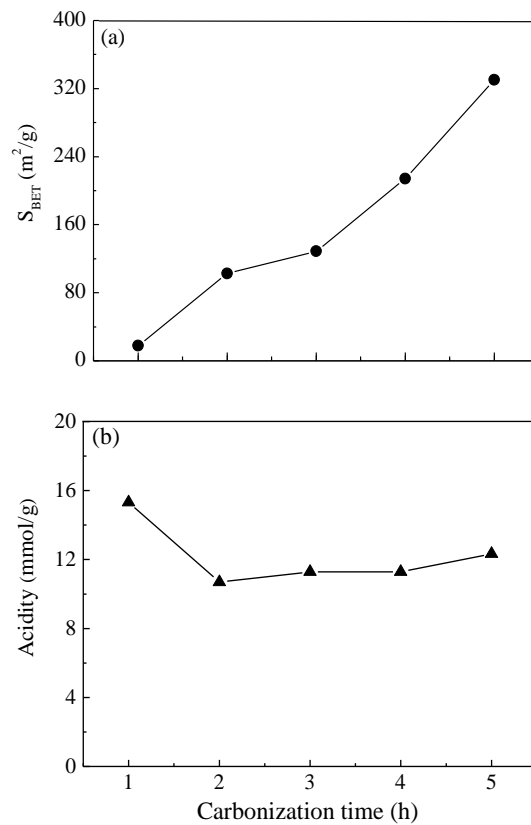 400
(a)
320
240
160
80
0
S_BET (m²/g)
20
(b)
16
12
8
4
0
Acidity (mmol/g)
1 2 3 4 5
Carbonization time (h)